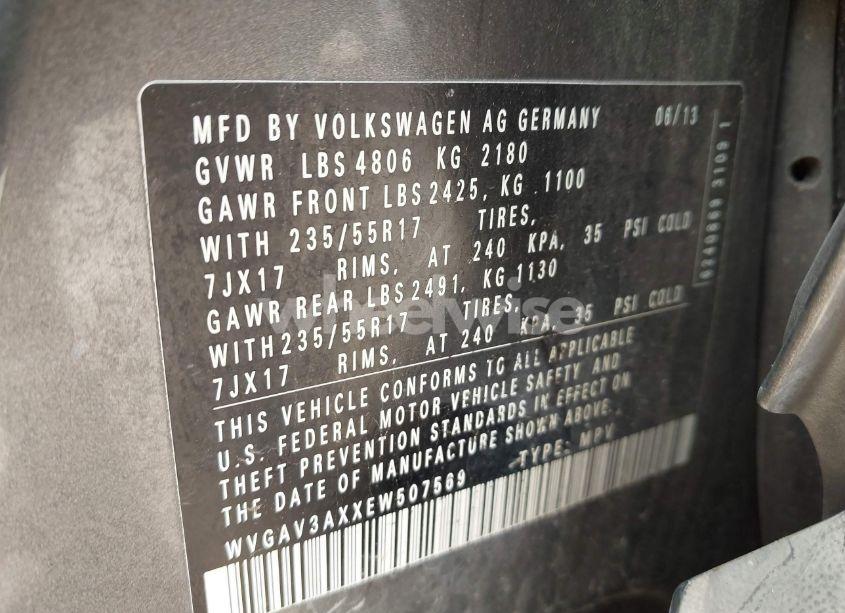 MFD BY VOLKSWAGEN AG GERMANY 06/13
GVWR LBS 4806 KG 2180
GAWR FRONT LBS 2425, KG 1100
WITH 235/55R17 TIRES,
7JX17 RIMS, AT 240 KPA, 35 PSI COLD
GAWR REAR LBS 2491, KG 1130
WITH 235/55R17 TIRES,
7JX17 RIMS, AT 240 KPA, 35 PSI COLD
THIS VEHICLE CONFORMS TO ALL APPLICABLE
U.S. FEDERAL MOTOR VEHICLE SAFETY AND
THEFT PREVENTION STANDARDS IN EFFECT ON
THE DATE OF MANUFACTURE SHOWN ABOVE.
WVGAV3AXXEW507569 TYPE: MPV
wheelwise